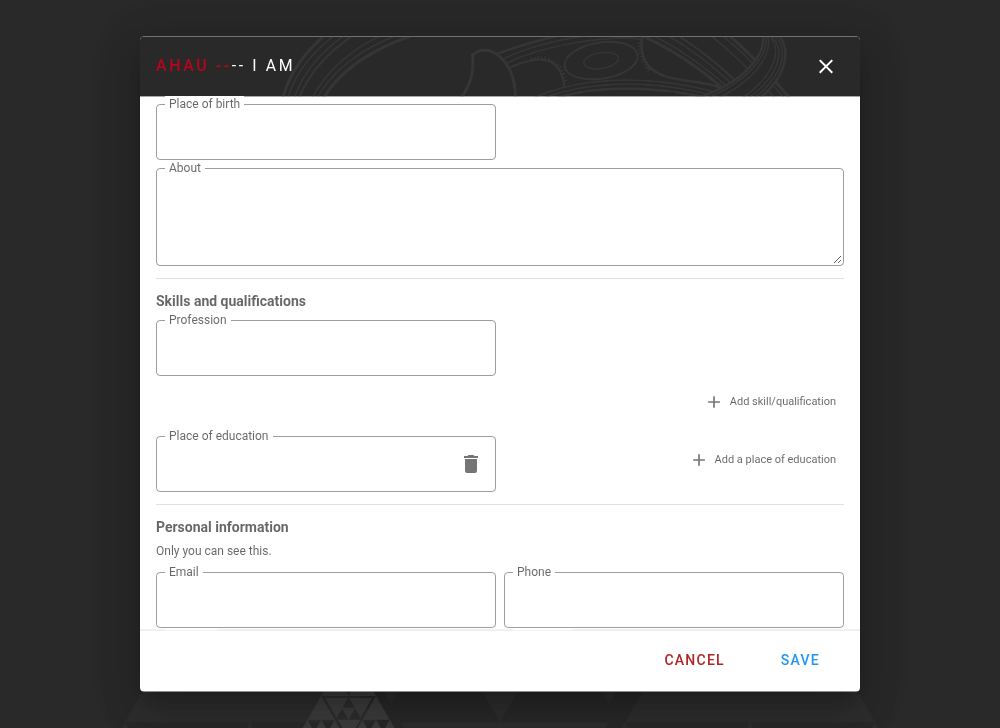 AHAU ---- I AM
Place of birth
About
Skills and qualifications
Profession
Add skill/qualification
Place of education
Add a place of education
Personal information
Only you can see this.
Email
Phone
CANCEL
SAVE